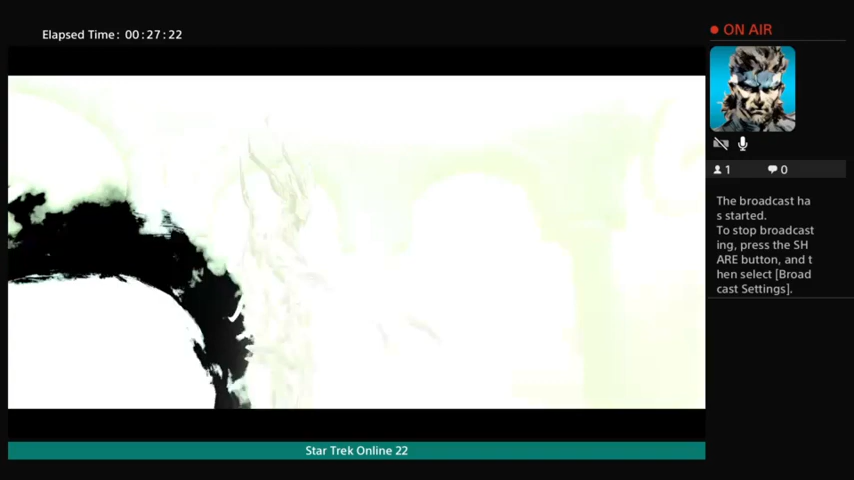 Elapsed Time: 00:27:22
ON AIR
1
0
The broadcast ha
s started.
To stop broadcast
ing, press the SH
ARE button, and t
hen select [Broad
cast Settings].
Star Trek Online 22